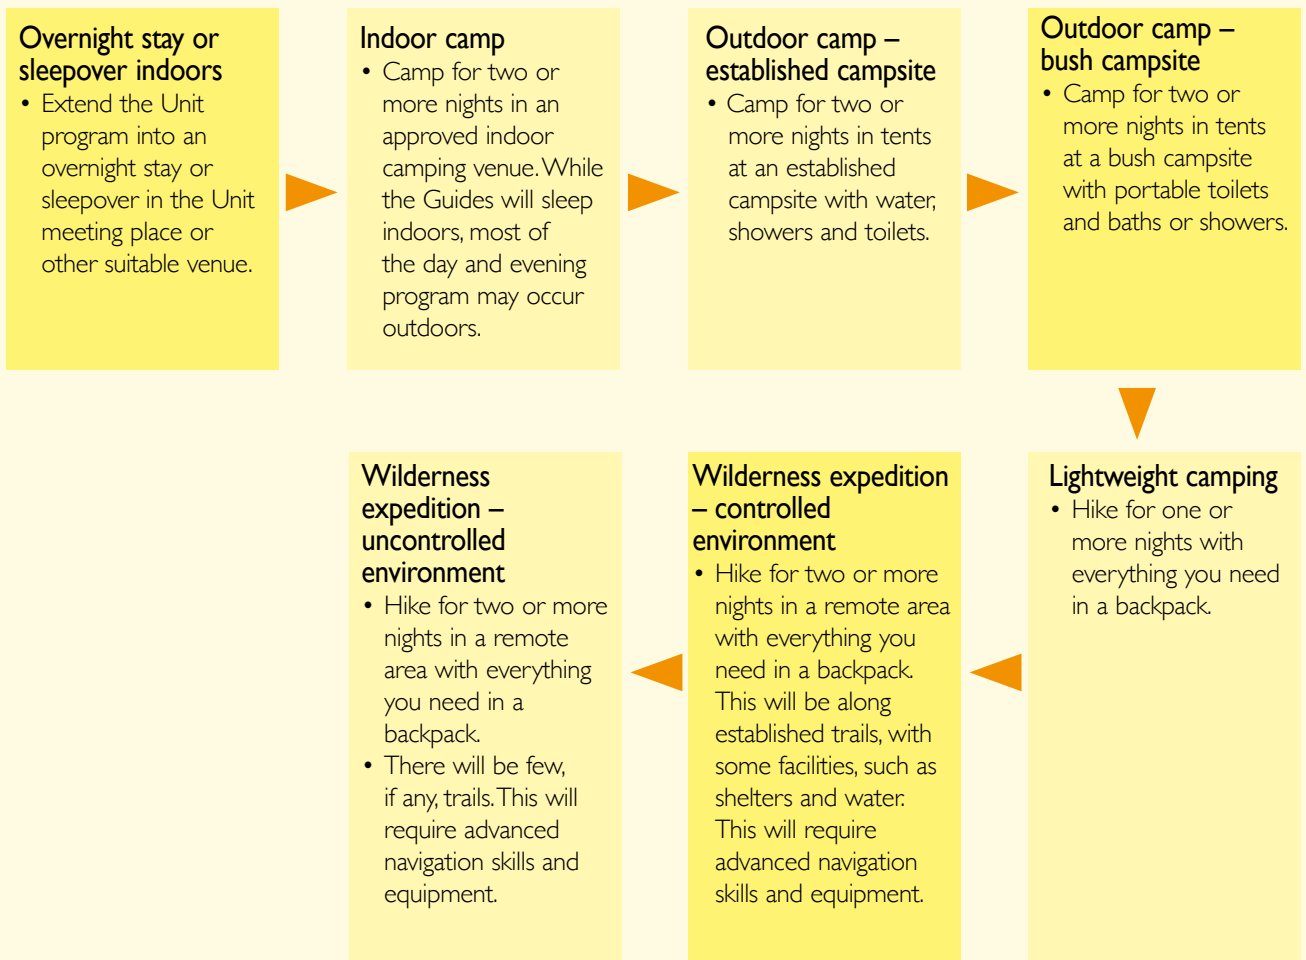 Overnight stay or
sleepover indoors
• Extend the Unit
program into an
overnight stay or
sleepover in the Unit
meeting place or
other suitable venue.
Indoor camp
• Camp for two or
more nights in an
approved indoor
camping venue. While
the Guides will sleep
indoors, most of
the day and evening
program may occur
outdoors.
Outdoor camp –
established campsite
• Camp for two or
more nights in tents
at an established
campsite with water,
showers and toilets.
Outdoor camp –
bush campsite
• Camp for two or
more nights in tents
at a bush campsite
with portable toilets
and baths or showers.
Lightweight camping
• Hike for one or
more nights with
everything you need
in a backpack.
Wilderness expedition
– controlled
environment
• Hike for two or more
nights in a remote area
with everything you
need in a backpack.
This will be along
established trails, with
some facilities, such as
shelters and water.
This will require
advanced navigation
skills and equipment.
Wilderness
expedition –
uncontrolled
environment
• Hike for two or more
nights in a remote
area with everything
you need in a
backpack.
• There will be few,
if any, trails. This will
require advanced
navigation skills and
equipment.